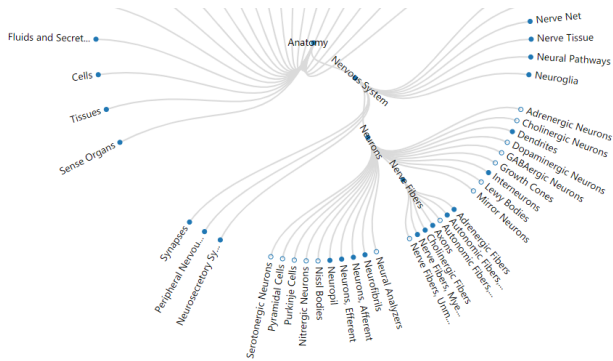 Fluids and Secret...
Cells
Tissues
Sense Organs
Anatomy
Nervous System
Nerve Net
Nerve Tissue
Neural Pathways
Neuroglia
Neurons
Adrenergic Neurons
Cholinergic Neurons
Dendrites
Dopaminergic Neurons
GABAergic Neurons
Growth Cones
Interneurons
Lewy Bodies
Mirror Neurons
Nerve Fibers
Adrenergic Fibers
Autonomic Fibers,...
Autonomic Fibers,...
Axons
Cholinergic Fibers
Nerve Fibers, Mye...
Nerve Fibers, Unm...
Neural Analyzers
Neurofibrils
Neurons, Afferent
Neurons, Efferent
Neuropil
Nissl Bodies
Nitrergic Neurons
Purkinje Cells
Pyramidal Cells
Serotonergic Neurons
Neurosecretory Sy...
Peripheral Nervou...
Synapses